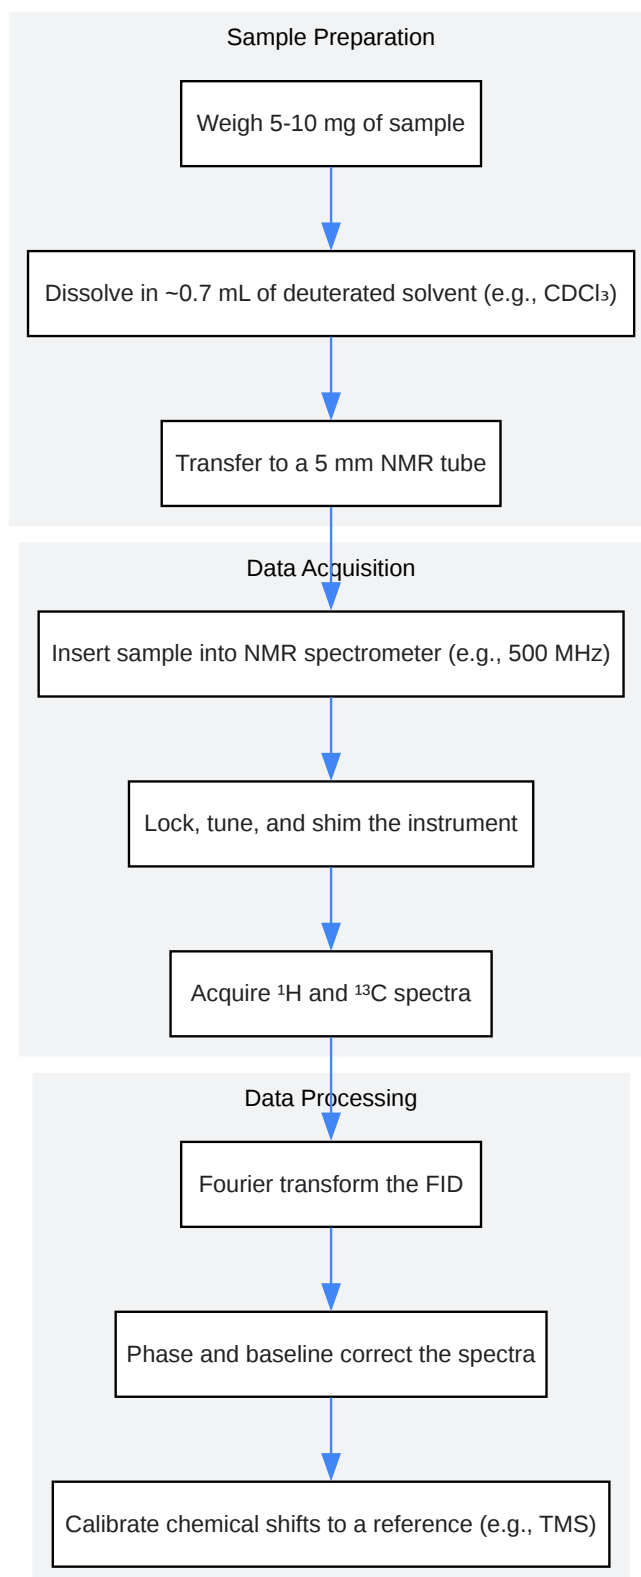 Sample Preparation
Weigh 5-10 mg of sample
Dissolve in ~0.7 mL of deuterated solvent (e.g., CDCl₃)
Transfer to a 5 mm NMR tube
Data Acquisition
Insert sample into NMR spectrometer (e.g., 500 MHz)
Lock, tune, and shim the instrument
Acquire ¹H and ¹³C spectra
Data Processing
Fourier transform the FID
Phase and baseline correct the spectra
Calibrate chemical shifts to a reference (e.g., TMS)